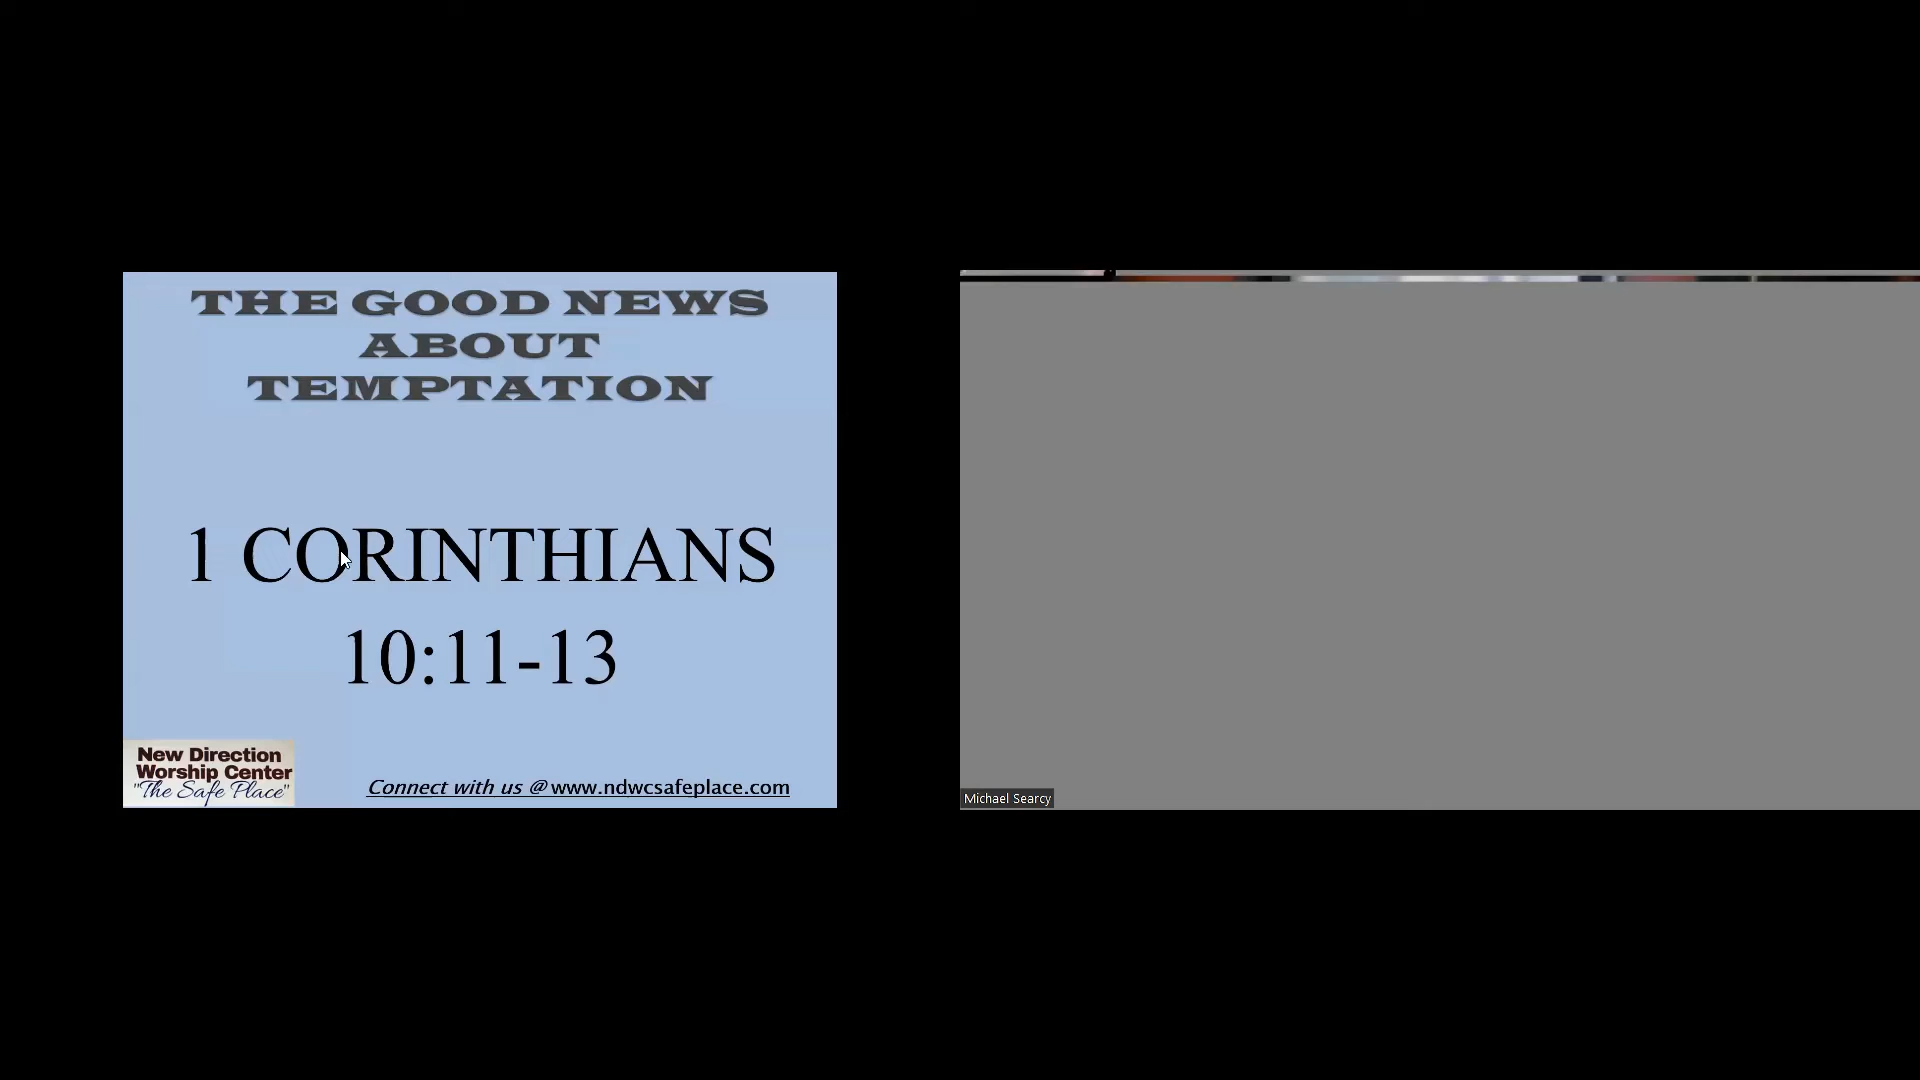 THE GOOD NEWS
ABOUT
TEMPTATION
1 CORINTHIANS
10:11-13
New Direction
Worship Center
"The Safe Place"
Connect with us @ www.ndwcsafeplace.com
Michael Searcy